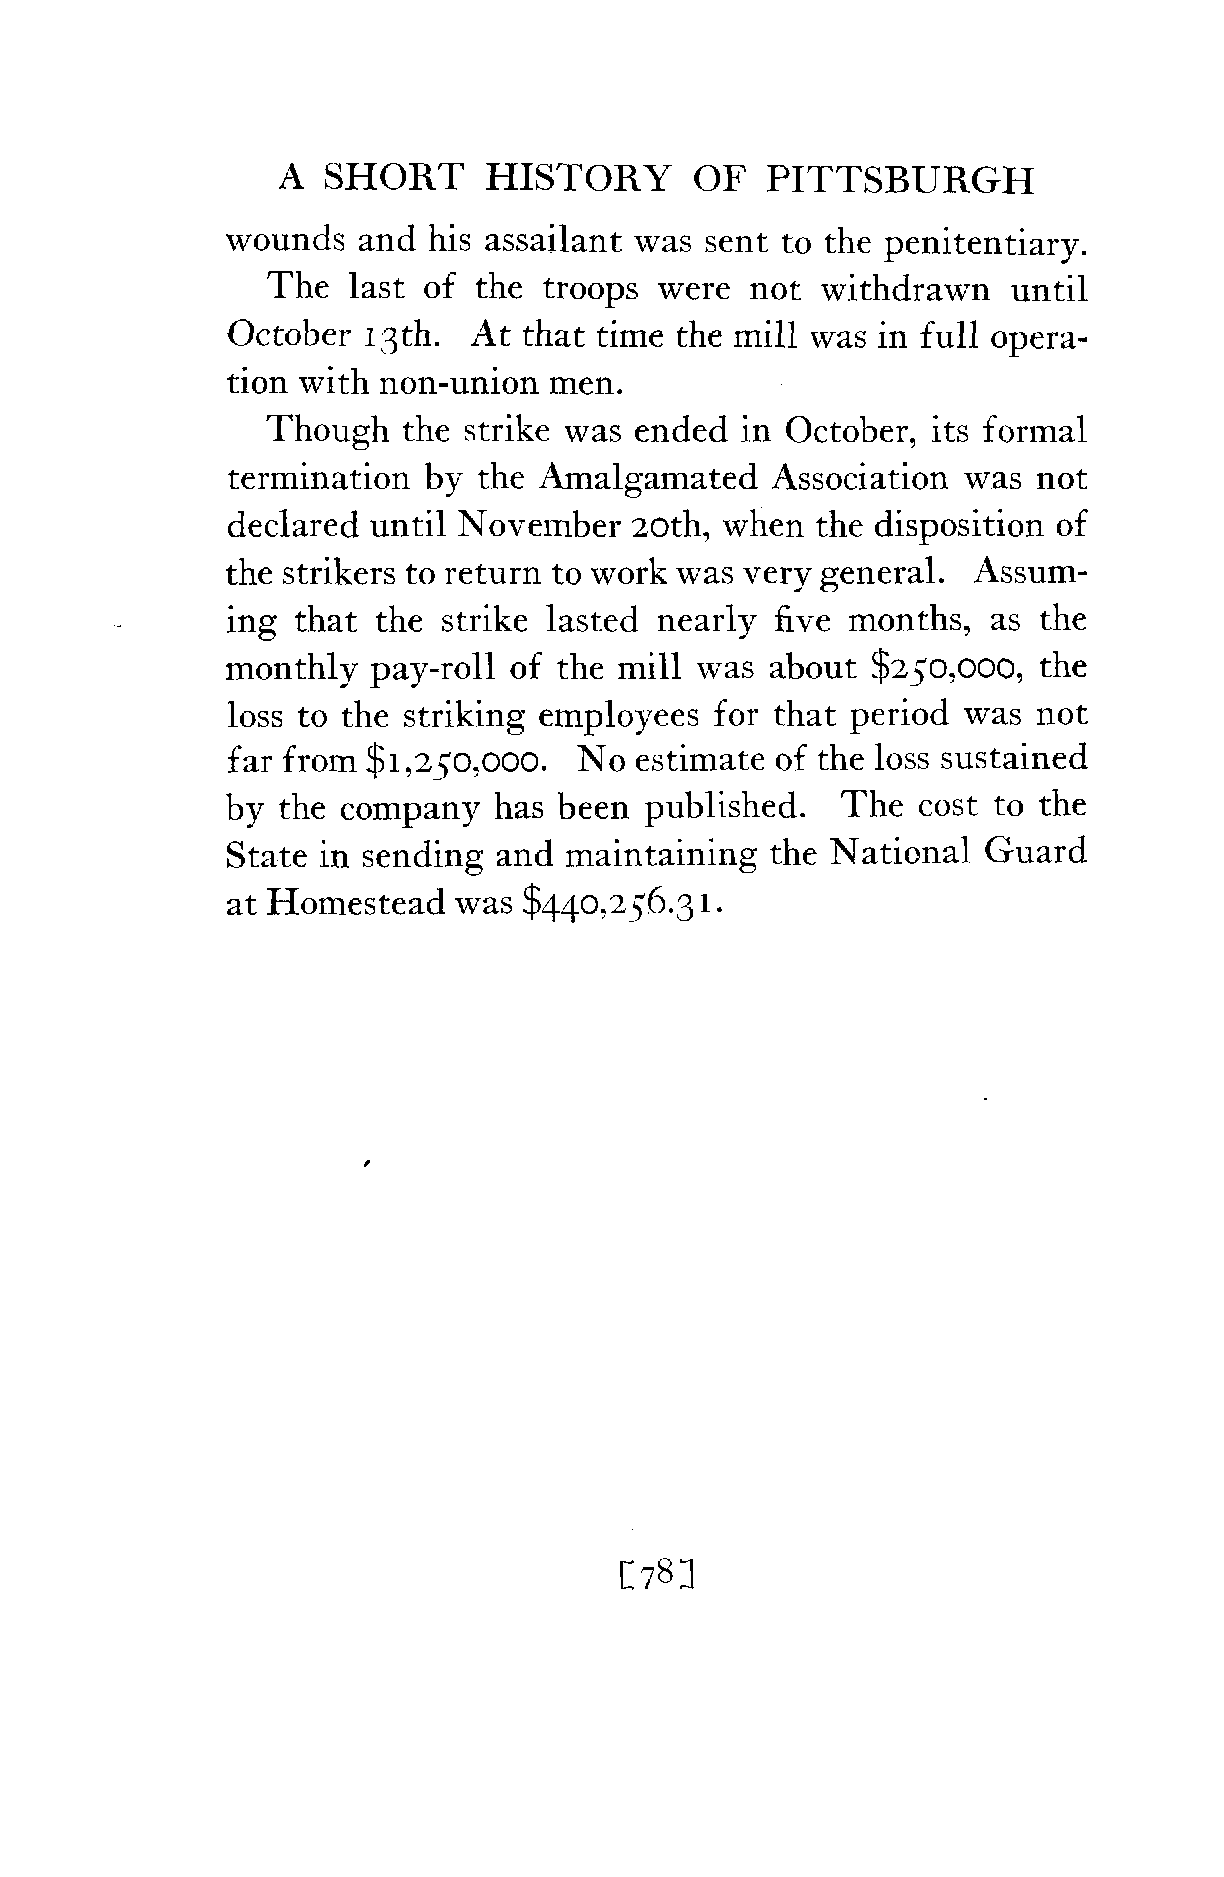 A SHORT HISTORY OF PITTSBURGH
wounds and his assailant was sent to the penitentiary.
The last of the troops were not withdrawn until
October 13th. At that time the mill was in full opera-
tion with non-union men.
Though the strike was ended in October, its formal
termination by the Amalgamated Association was not
declared until November 20th, when the disposition of
the strikers to return to work was very general. Assum-
ing that the strike lasted nearly five months, as the
monthly pay-roll of the mill was about $250,000, the
loss to the striking employees for that period was not
far from $1,250,000. No estimate of the loss sustained
by the company has been published. The cost to the
State in sending and maintaining the National Guard
at Homestead was $440,256.31.
[78]